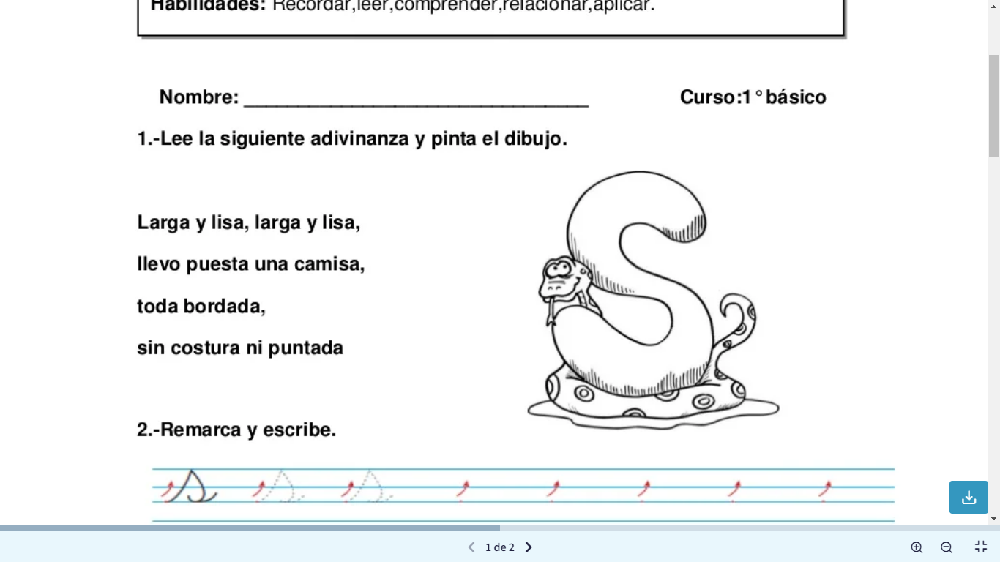 Habilidades: Recordar,leer,comprender,relacionar,aplicar.
Nombre: ________________________________ Curso:1°básico
1.-Lee la siguiente adivinanza y pinta el dibujo.
Larga y lisa, larga y lisa,
llevo puesta una camisa,
toda bordada,
sin costura ni puntada
S
2.-Remarca y escribe.
s s s
1 de 2